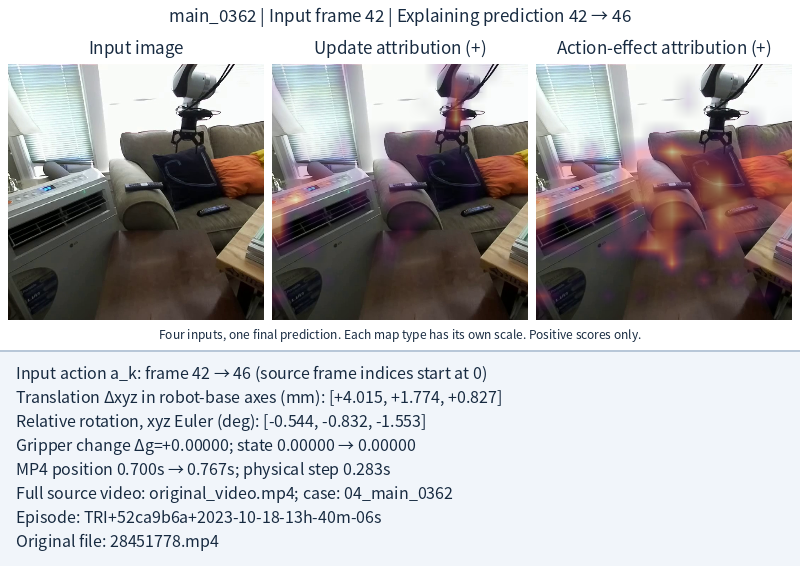 main_0362 | Input frame 42 | Explaining prediction 42 → 46
Input image
Update attribution (+)
Action-effect attribution (+)
Four inputs, one final prediction. Each map type has its own scale. Positive scores only.
Input action a_k: frame 42 → 46 (source frame indices start at 0)
Translation Δxyz in robot-base axes (mm): [+4.015, +1.774, +0.827]
Relative rotation, xyz Euler (deg): [-0.544, -0.832, -1.553]
Gripper change Δg=+0.00000; state 0.00000 → 0.00000
MP4 position 0.700s → 0.767s; physical step 0.283s
Full source video: original_video.mp4; case: 04_main_0362
Episode: TRI+52ca9b6a+2023-10-18-13h-40m-06s
Original file: 28451778.mp4